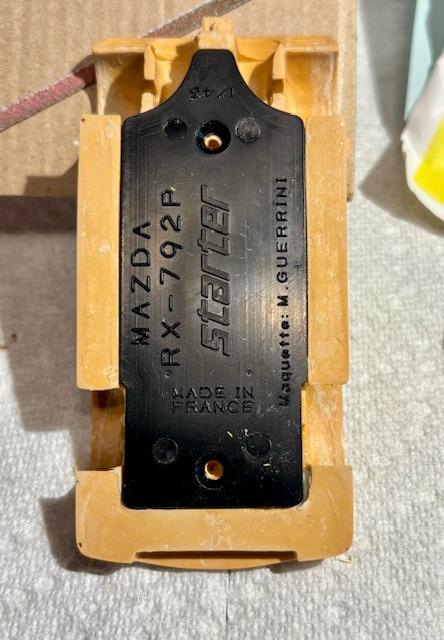 1/43
MAZDA
RX-792P
starter
Maquette: M.GUERRINI
MADE IN
FRANCE